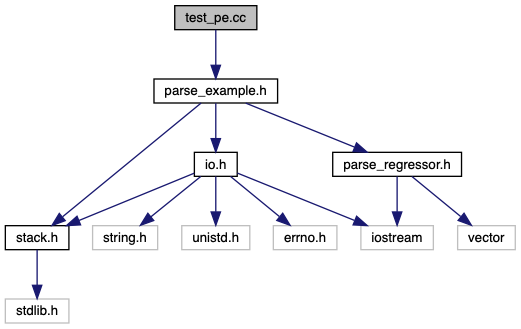 test_pe.cc
parse_example.h
io.h
parse_regressor.h
stack.h
string.h
unistd.h
errno.h
iostream
vector
stdlib.h